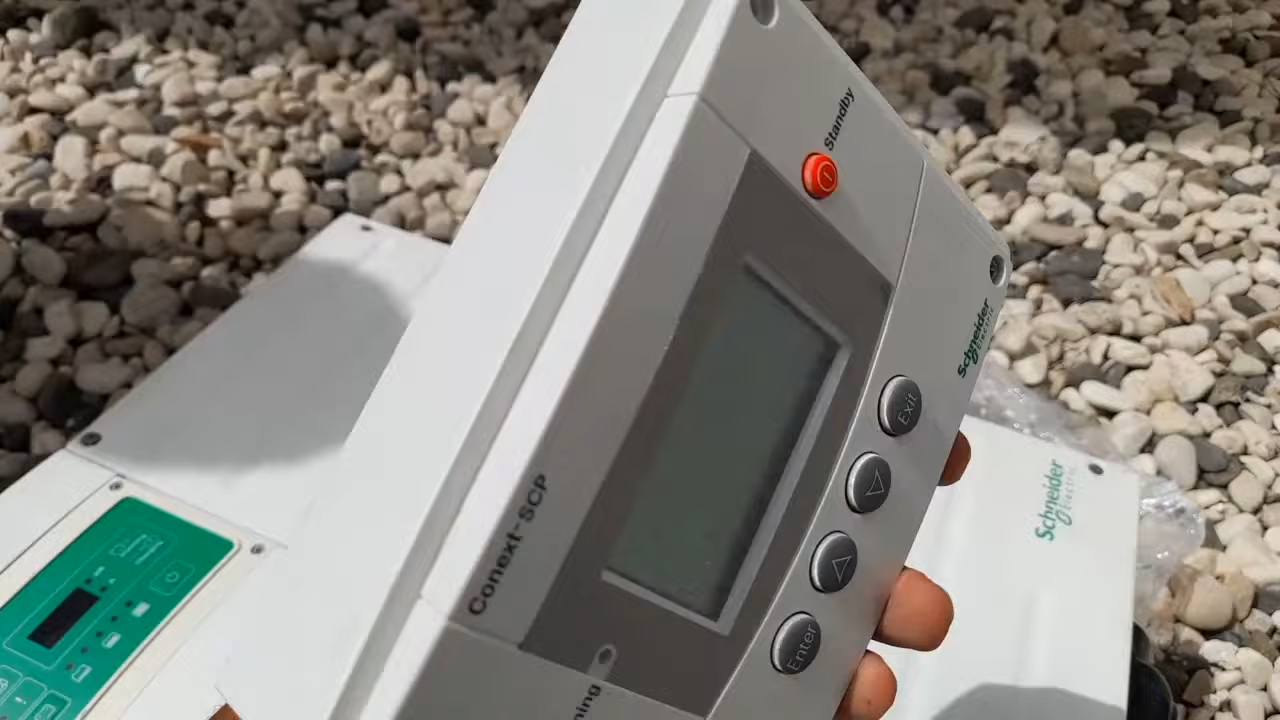 Standby
Schneider
Electric
Exit
Conext-SCP
Enter
Schneider
Electric